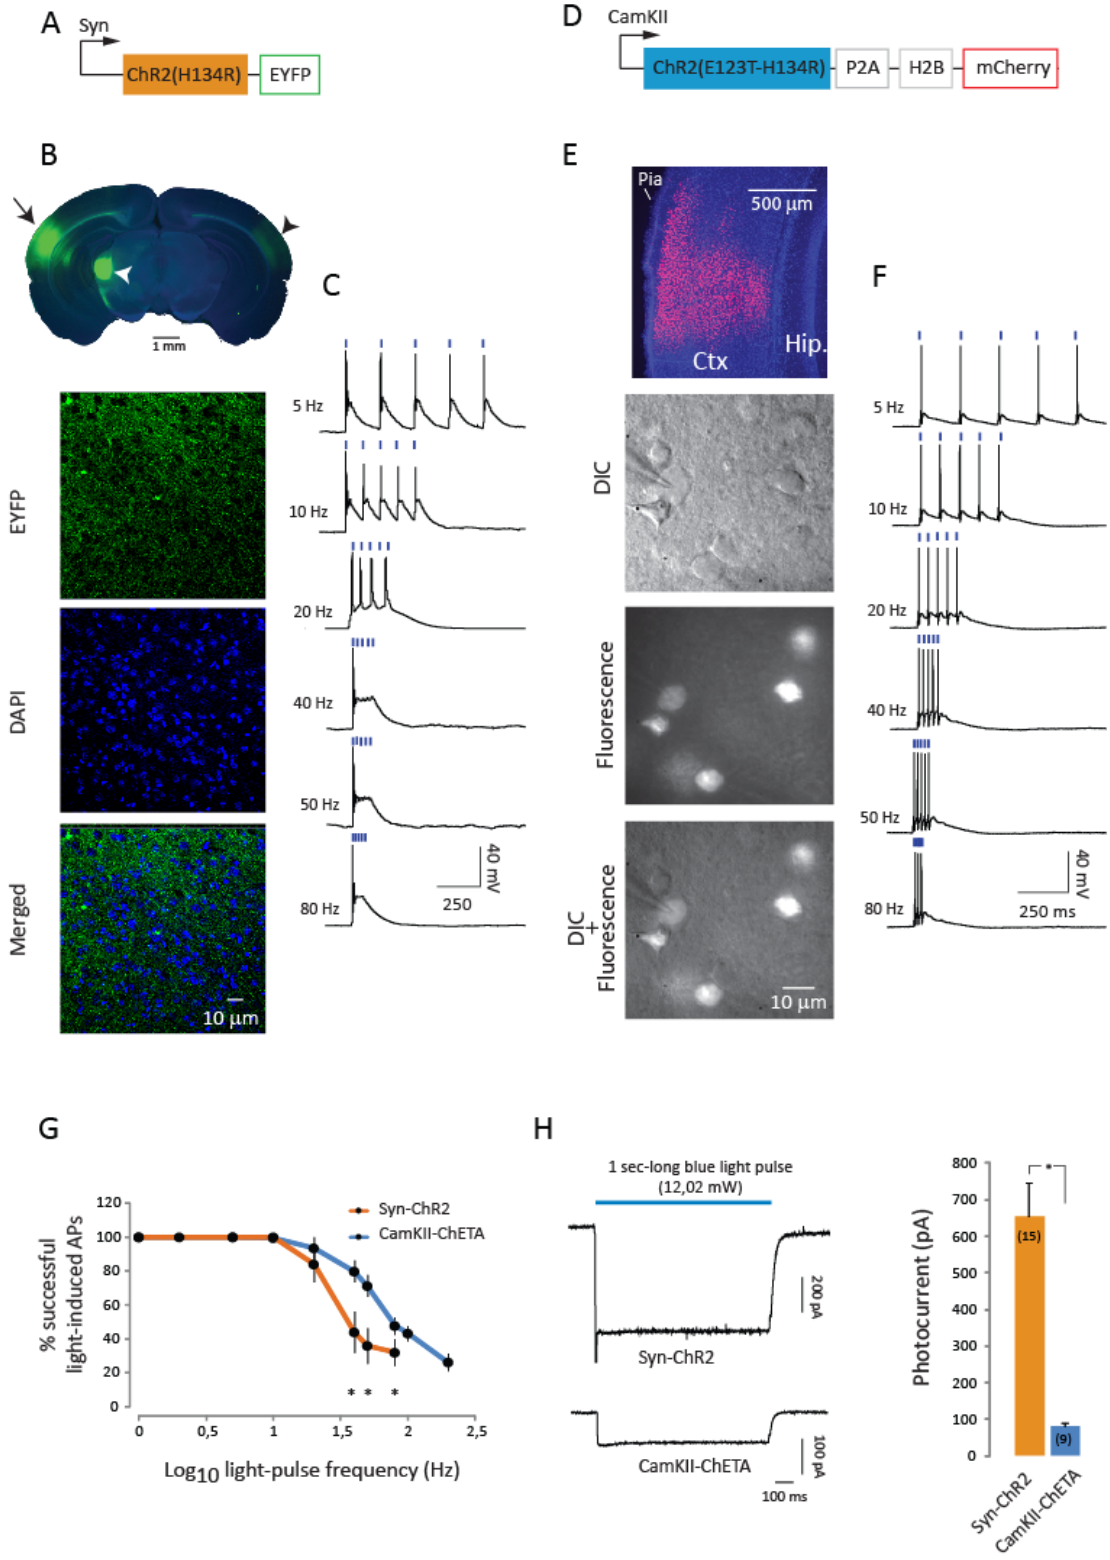 A
Syn
ChR2(H134R)
EYFP
D
CamKII
ChR2(E123T-H134R)
P2A
H2B
mCherry
B
1 mm
EYFP
DAPI
Merged
10 µm
C
5 Hz
10 Hz
20 Hz
40 Hz
50 Hz
80 Hz
40 mV
250
E
Pia
500 µm
Ctx
Hip.
DIC
Fluorescence
DIC
+
Fluorescence
10 µm
F
5 Hz
10 Hz
20 Hz
40 Hz
50 Hz
80 Hz
40 mV
250 ms
G
% successful
light-induced APs
120
100
80
60
40
20
0
Syn-ChR2
CamKII-ChETA
* * *
0 0,5 1 1,5 2 2,5
Log10 light-pulse frequency (Hz)
H
1 sec-long blue light pulse
(12,02 mW)
200 pA
Syn-ChR2
100 pA
CamKII-ChETA
100 ms
Photocurrent (pA)
800
700
600
500
400
300
200
100
0
*
(15)
(9)
Syn-ChR2
CamKII-ChETA